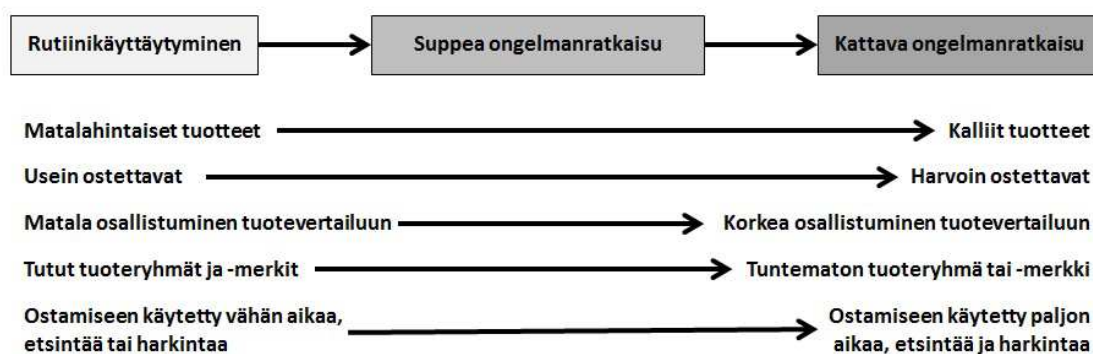 Rutiinikäyttäytyminen
Suppea ongelmanratkaisu
Kattava ongelmanratkaisu
Matalahintaiset tuotteet
Kalliit tuotteet
Usein ostettavat
Harvoin ostettavat
Matala osallistuminen tuotevertailuun
Korkea osallistuminen tuotevertailuun
Tutut tuoteryhmät ja -merkit
Tuntematon tuoteryhmä tai -merkki
Ostamiseen käytetty vähän aikaa,
etsintää tai harkintaa
Ostamiseen käytetty paljon
aikaa, etsintää ja harkintaa